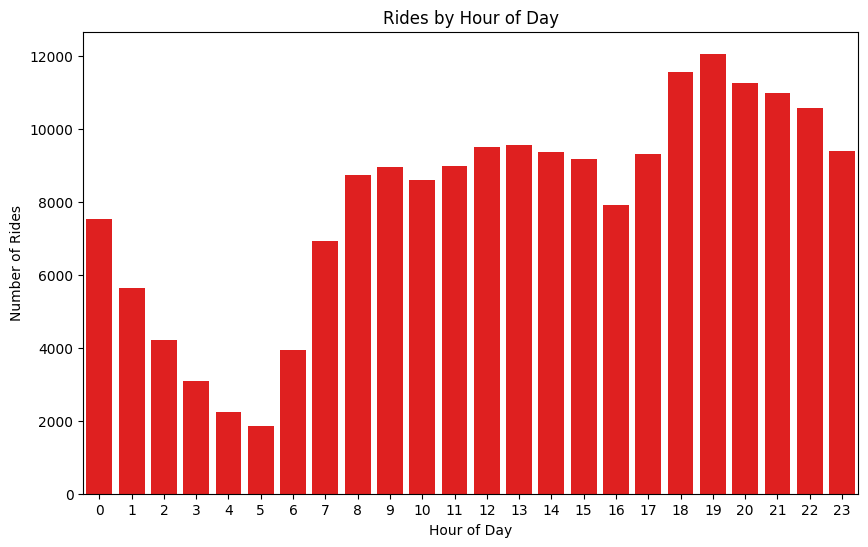 Rides by Hour of Day
Number of Rides
12000
10000
8000
6000
4000
2000
0
0 1 2 3 4 5 6 7 8 9 10 11 12 13 14 15 16 17 18 19 20 21 22 23
Hour of Day